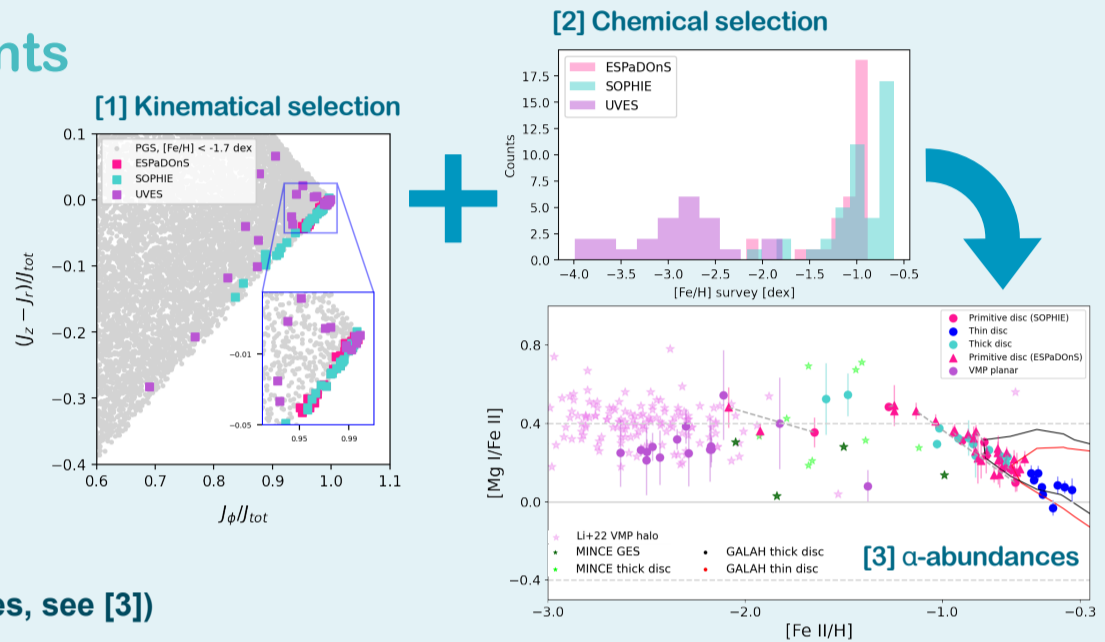 nts
[1] Kinematical selection
0.1
0.0
−0.1
−0.2
−0.3
−0.4
(Jz − Jr)/Jtot
PGS, [Fe/H] < -1.7 dex
ESPaDOnS
SOPHIE
UVES
−0.01
−0.05
0.95 0.99
0.6 0.7 0.8 0.9 1.0 1.1
Jϕ/Jtot
[2] Chemical selection
17.5
15.0
12.5
10.0
7.5
5.0
2.5
0.0
Counts
ESPaDOnS
SOPHIE
UVES
−4.0 −3.5 −3.0 −2.5 −2.0 −1.5 −1.0 −0.5
[Fe/H] survey [dex]
0.8
0.4
0.0
−0.4
[Mg I/Fe II]
Primitive disc (SOPHIE)
Thin disc
Thick disc
Primitive disc (ESPaDOnS)
VMP planar
Li+22 VMP halo
MINCE GES
MINCE thick disc
GALAH thick disc
GALAH thin disc
[3] α-abundances
−3.0 −2.0 −1.0 −0.3
[Fe II/H]
es, see [3])